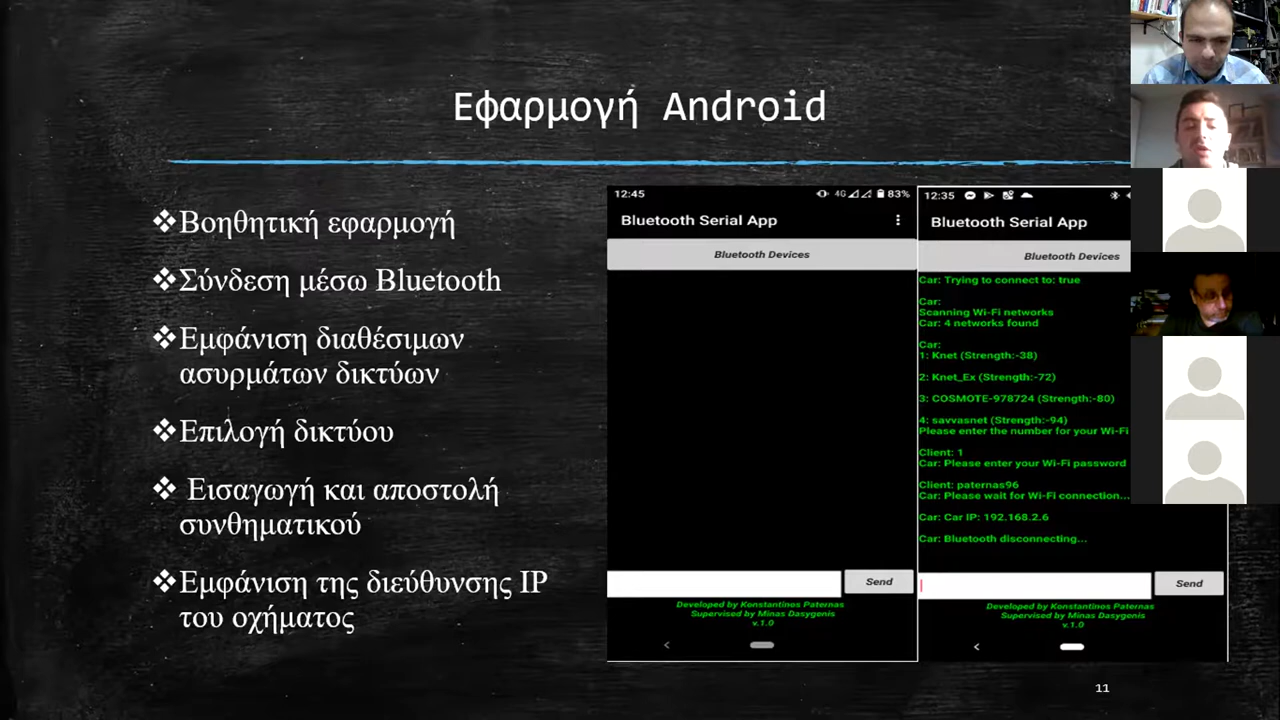 Εφαρμογή Android
❖Βοηθητική εφαρμογή
❖Σύνδεση μέσω Bluetooth
❖Εμφάνιση διαθέσιμων
ασυρμάτων δικτύων
❖Επιλογή δικτύου
❖ Εισαγωγή και αποστολή
συνθηματικού
❖Εμφάνιση της διεύθυνσης IP
του οχήματος
12:45 4G 83%
Bluetooth Serial App
Bluetooth Devices
Send
Developed by Konstantinos Paternas
Supervised by Minas Dasygenis
v.1.0
12:35
Bluetooth Serial App
Bluetooth Devices
Car: Trying to connect to: true
Car:
Scanning Wi-Fi networks
Car: 4 networks found
Car:
1: Knet (Strength:-38)
2: Knet_Ex (Strength:-72)
3: COSMOTE-978724 (Strength:-80)
4: savvasnet (Strength:-94)
Please enter the number for your Wi-Fi
Client: 1
Car: Please enter your Wi-Fi password
Client: paternas96
Car: Please wait for Wi-Fi connection...
Car: Car IP: 192.168.2.6
Car: Bluetooth disconnecting...
Send
Developed by Konstantinos Paternas
Supervised by Minas Dasygenis
v.1.0
11